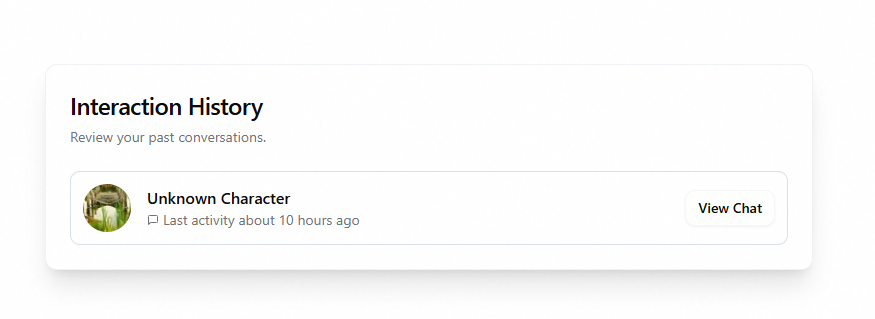 Interaction History
Review your past conversations.
Unknown Character
Last activity about 10 hours ago
View Chat